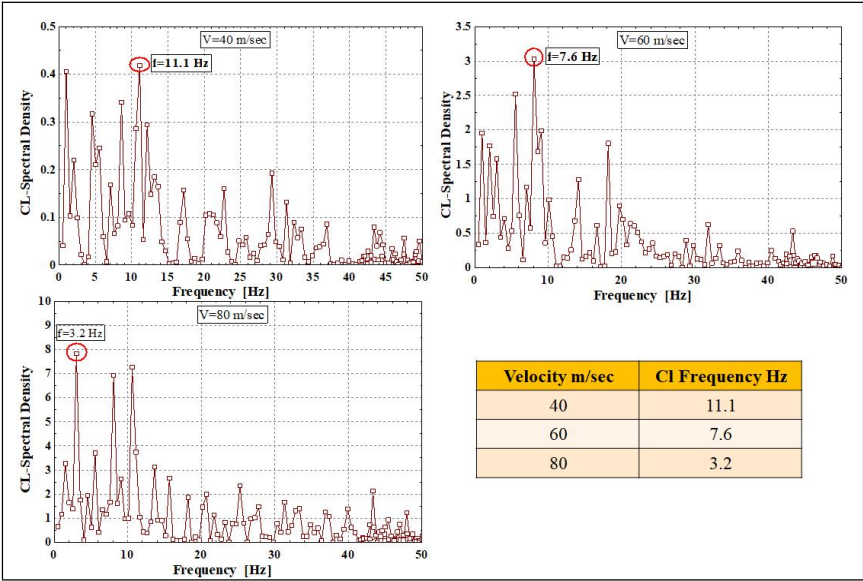 V=40 m/sec
f=11.1 Hz
CL-Spectral Density
0.5
0.4
0.3
0.2
0.1
0
0 5 10 15 20 25 30 35 40 45 50
Frequency [Hz]
V=60 m/sec
f=7.6 Hz
CL-Spectral Density
3.5
3
2.5
2
1.5
1
0.5
0
0 10 20 30 40 50
Frequency [Hz]
V=80 m/sec
f=3.2 Hz
CL-Spectral Density
10
9
8
7
6
5
4
3
2
1
0
0 10 20 30 40 50
Frequency [Hz]
Velocity m/sec Cl Frequency Hz
40 11.1
60 7.6
80 3.2